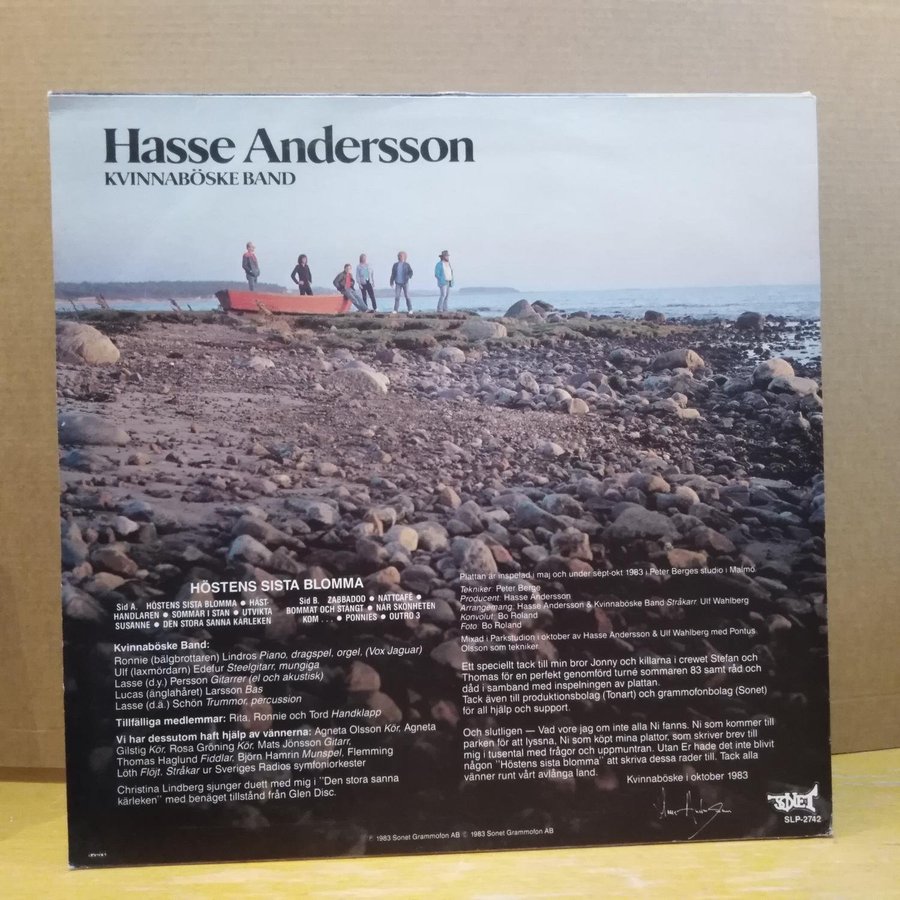 Hasse Andersson
KVINNABÖSKE BAND
HÖSTENS SISTA BLOMMA
Sid A. HÖSTENS SISTA BLOMMA ● HÄST-
HANDLAREN ● SOMMAR I STAN ● UTVIKTA
SUSANNE ● DEN STORA SANNA KÄRLEKEN
Sid B. ZABBADOO ● NATTCAFÉ ●
BOMMAT OCH STÄNGT ● NÄR SKÖNHETEN
KOM . . . ● PONNIES ● OUTRO 3
Kvinnaböske Band:
Ronnie (bälgbrottaren) Lindros Piano, dragspel, orgel, (Vox Jaguar)
Ulf (laxmördarn) Edefur Steelgitarr, mungiga
Lasse (d.y.) Persson Gitarrer (el och akustisk)
Lucas (änglahåret) Larsson Bas
Lasse (d.ä.) Schön Trummor, percussion
Tillfälliga medlemmar: Rita, Ronnie och Tord Handklapp
Vi har dessutom haft hjälp av vännerna: Agneta Olsson Kör, Agneta
Gilstig Kör, Rosa Gröning Kör, Mats Jönsson Gitarr,
Thomas Haglund Fiddlar, Björn Hamrin Munspel, Flemming
Löth Flöjt. Stråkar ur Sveriges Radios symfoniorkester
Christina Lindberg sjunger duett med mig i "Den stora sanna
kärleken" med benäget tillstånd från Glen Disc.
Plattan är inspelad i maj och under sept-okt 1983 i Peter Berges studio i Malmö.
Tekniker: Peter Berge
Producent: Hasse Andersson
Arrangemang: Hasse Andersson & Kvinnaböske Band Stråkarr. Ulf Wahlberg
Konvolut: Bo Roland
Foto: Bo Roland
Mixad i Parkstudion i oktober av Hasse Andersson & Ulf Wahlberg med Pontus
Olsson som tekniker.
Ett speciellt tack till min bror Jonny och killarna i crewet Stefan och
Thomas för en perfekt genomförd turné sommaren 83 samt råd och
dåd i samband med inspelningen av plattan.
Tack även till produktionsbolag (Tonart) och grammofonbolag (Sonet)
för all hjälp och support.
Och slutligen — Vad vore jag om inte alla Ni fanns. Ni som kommer till
parken för att lyssna, Ni som köpt mina plattor, som skriver brev till
mig i tusental med frågor och uppmuntran. Utan Er hade det inte blivit
någon "Höstens sista blomma" att skriva dessa rader till. Tack alla
vänner runt vårt avlånga land.
Kvinnaböske i oktober 1983
SONET
SLP-2742
℗ 1983 Sonet Grammofon AB © 1983 Sonet Grammofon AB